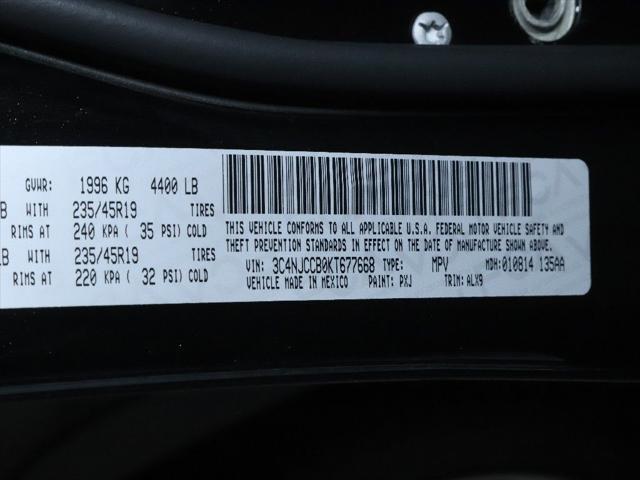 GVWR: 1996 KG 4400 LB
B WITH 235/45R19 TIRES
RIMS AT 240 KPA ( 35 PSI) COLD
LB WITH 235/45R19 TIRES
RIMS AT 220 KPA ( 32 PSI) COLD
THIS VEHICLE CONFORMS TO ALL APPLICABLE U.S.A. FEDERAL MOTOR VEHICLE SAFETY AND
THEFT PREVENTION STANDARDS IN EFFECT ON THE DATE OF MANUFACTURE SHOWN ABOVE.
VIN: 3C4NJCCB0KT677668 TYPE: MPV MDH:010814 135AA
VEHICLE MADE IN MEXICO PAINT: PXJ TRIM: ALX9